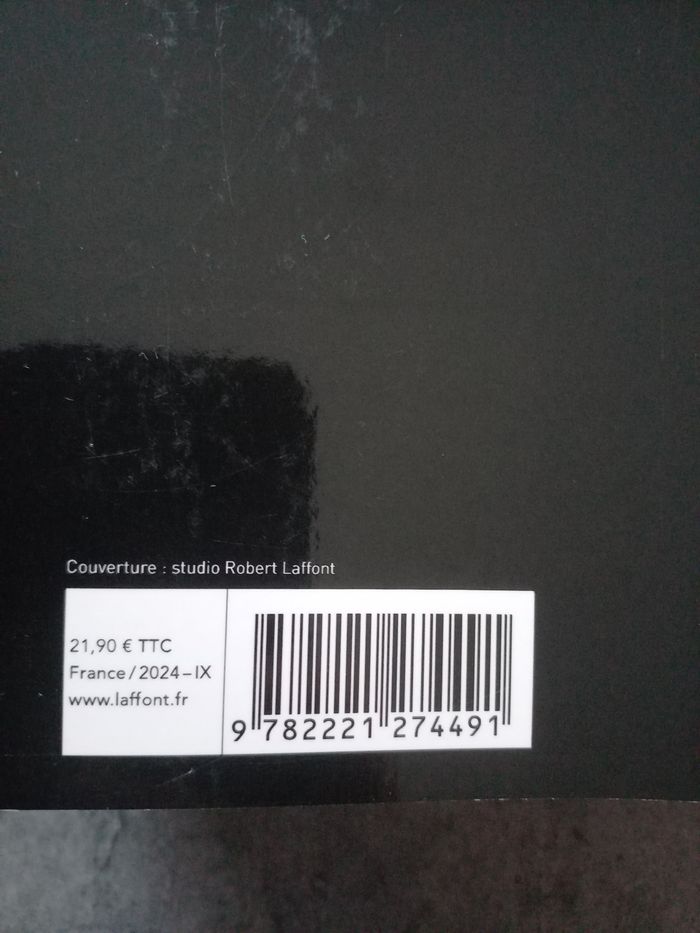 Couverture : studio Robert Laffont
21,90 € TTC
France / 2024 – IX
www.laffont.fr
9 782221 274491